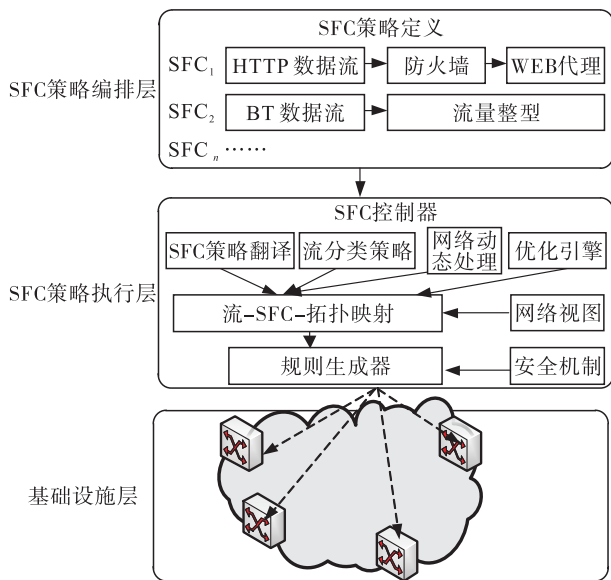 SFC策略定义
SFC策略编排层
SFC1 HTTP 数据流 防火墙 WEB代理
SFC2 BT 数据流 流量整型
SFCn ……
SFC控制器
SFC策略执行层
SFC策略翻译 流分类策略 网络动态处理 优化引擎
流-SFC-拓扑映射 网络视图
规则生成器 安全机制
基础设施层